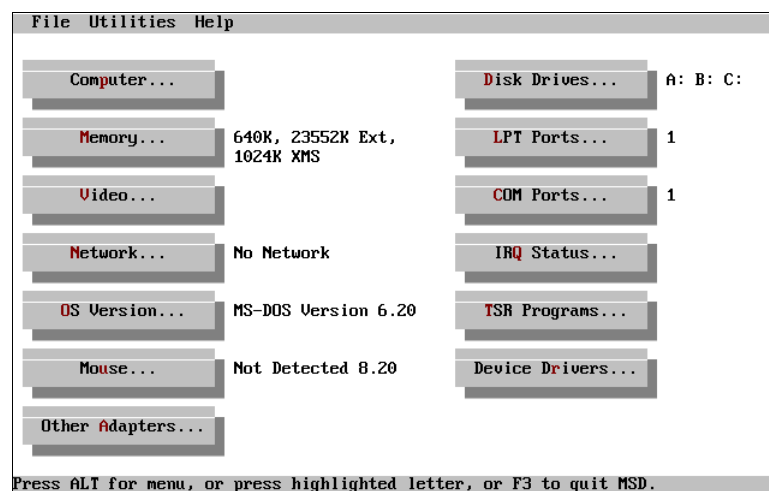 File Utilities Help
Computer...
Disk Drives... A: B: C:
Memory... 640K, 23552K Ext,
1024K XMS
LPT Ports... 1
Video...
COM Ports... 1
Network... No Network
IRQ Status...
OS Version... MS-DOS Version 6.20
TSR Programs...
Mouse... Not Detected 8.20
Device Drivers...
Other Adapters...
Press ALT for menu, or press highlighted letter, or F3 to quit MSD.